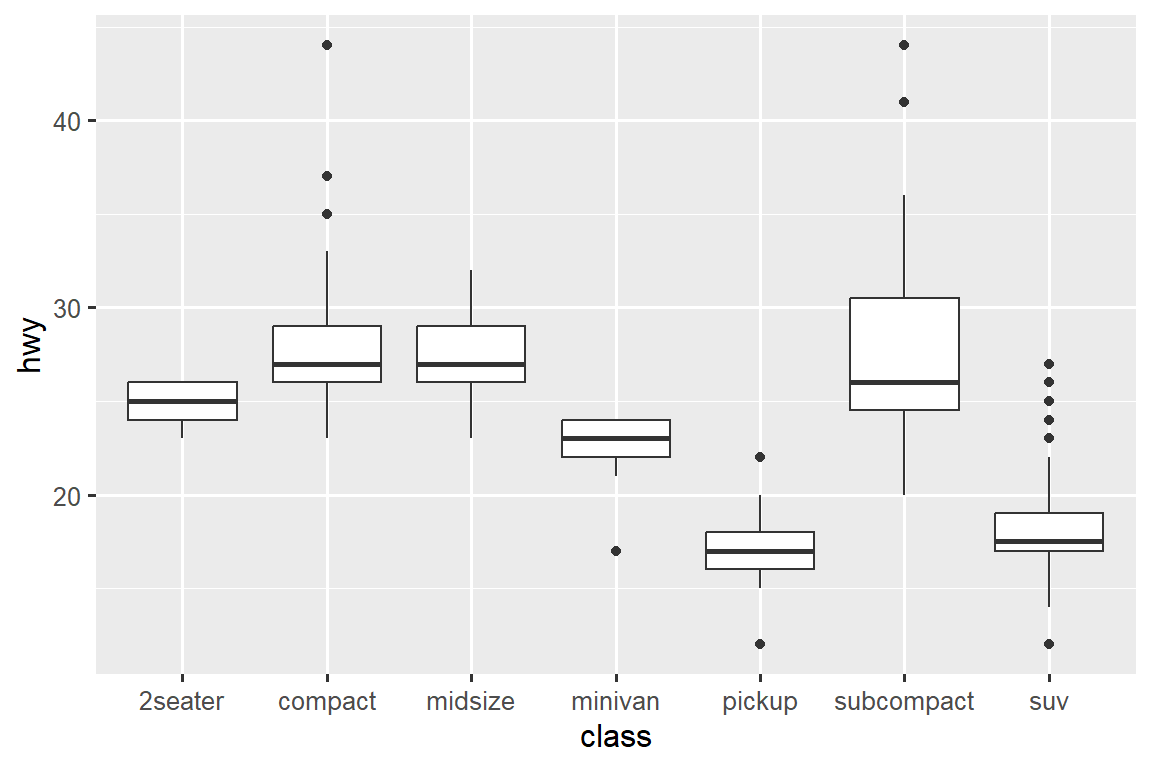 hwy
40
30
20
2seater compact midsize minivan pickup subcompact suv
class